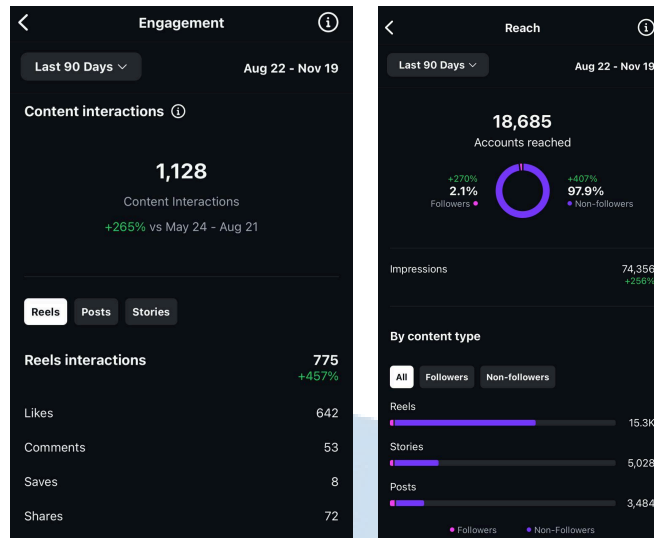 Engagement
Last 90 Days
Aug 22 - Nov 19
Content interactions
1,128
Content Interactions
+265% vs May 24 - Aug 21
Reels Posts Stories
Reels interactions 775
+457%
Likes 642
Comments 53
Saves 8
Shares 72
Reach
Last 90 Days
Aug 22 - Nov 19
18,685
Accounts reached
+270%
2.1%
Followers
+407%
97.9%
Non-followers
Impressions 74,356
+256%
By content type
All Followers Non-followers
Reels
15.3K
Stories
5,028
Posts
3,484
Followers Non-Followers